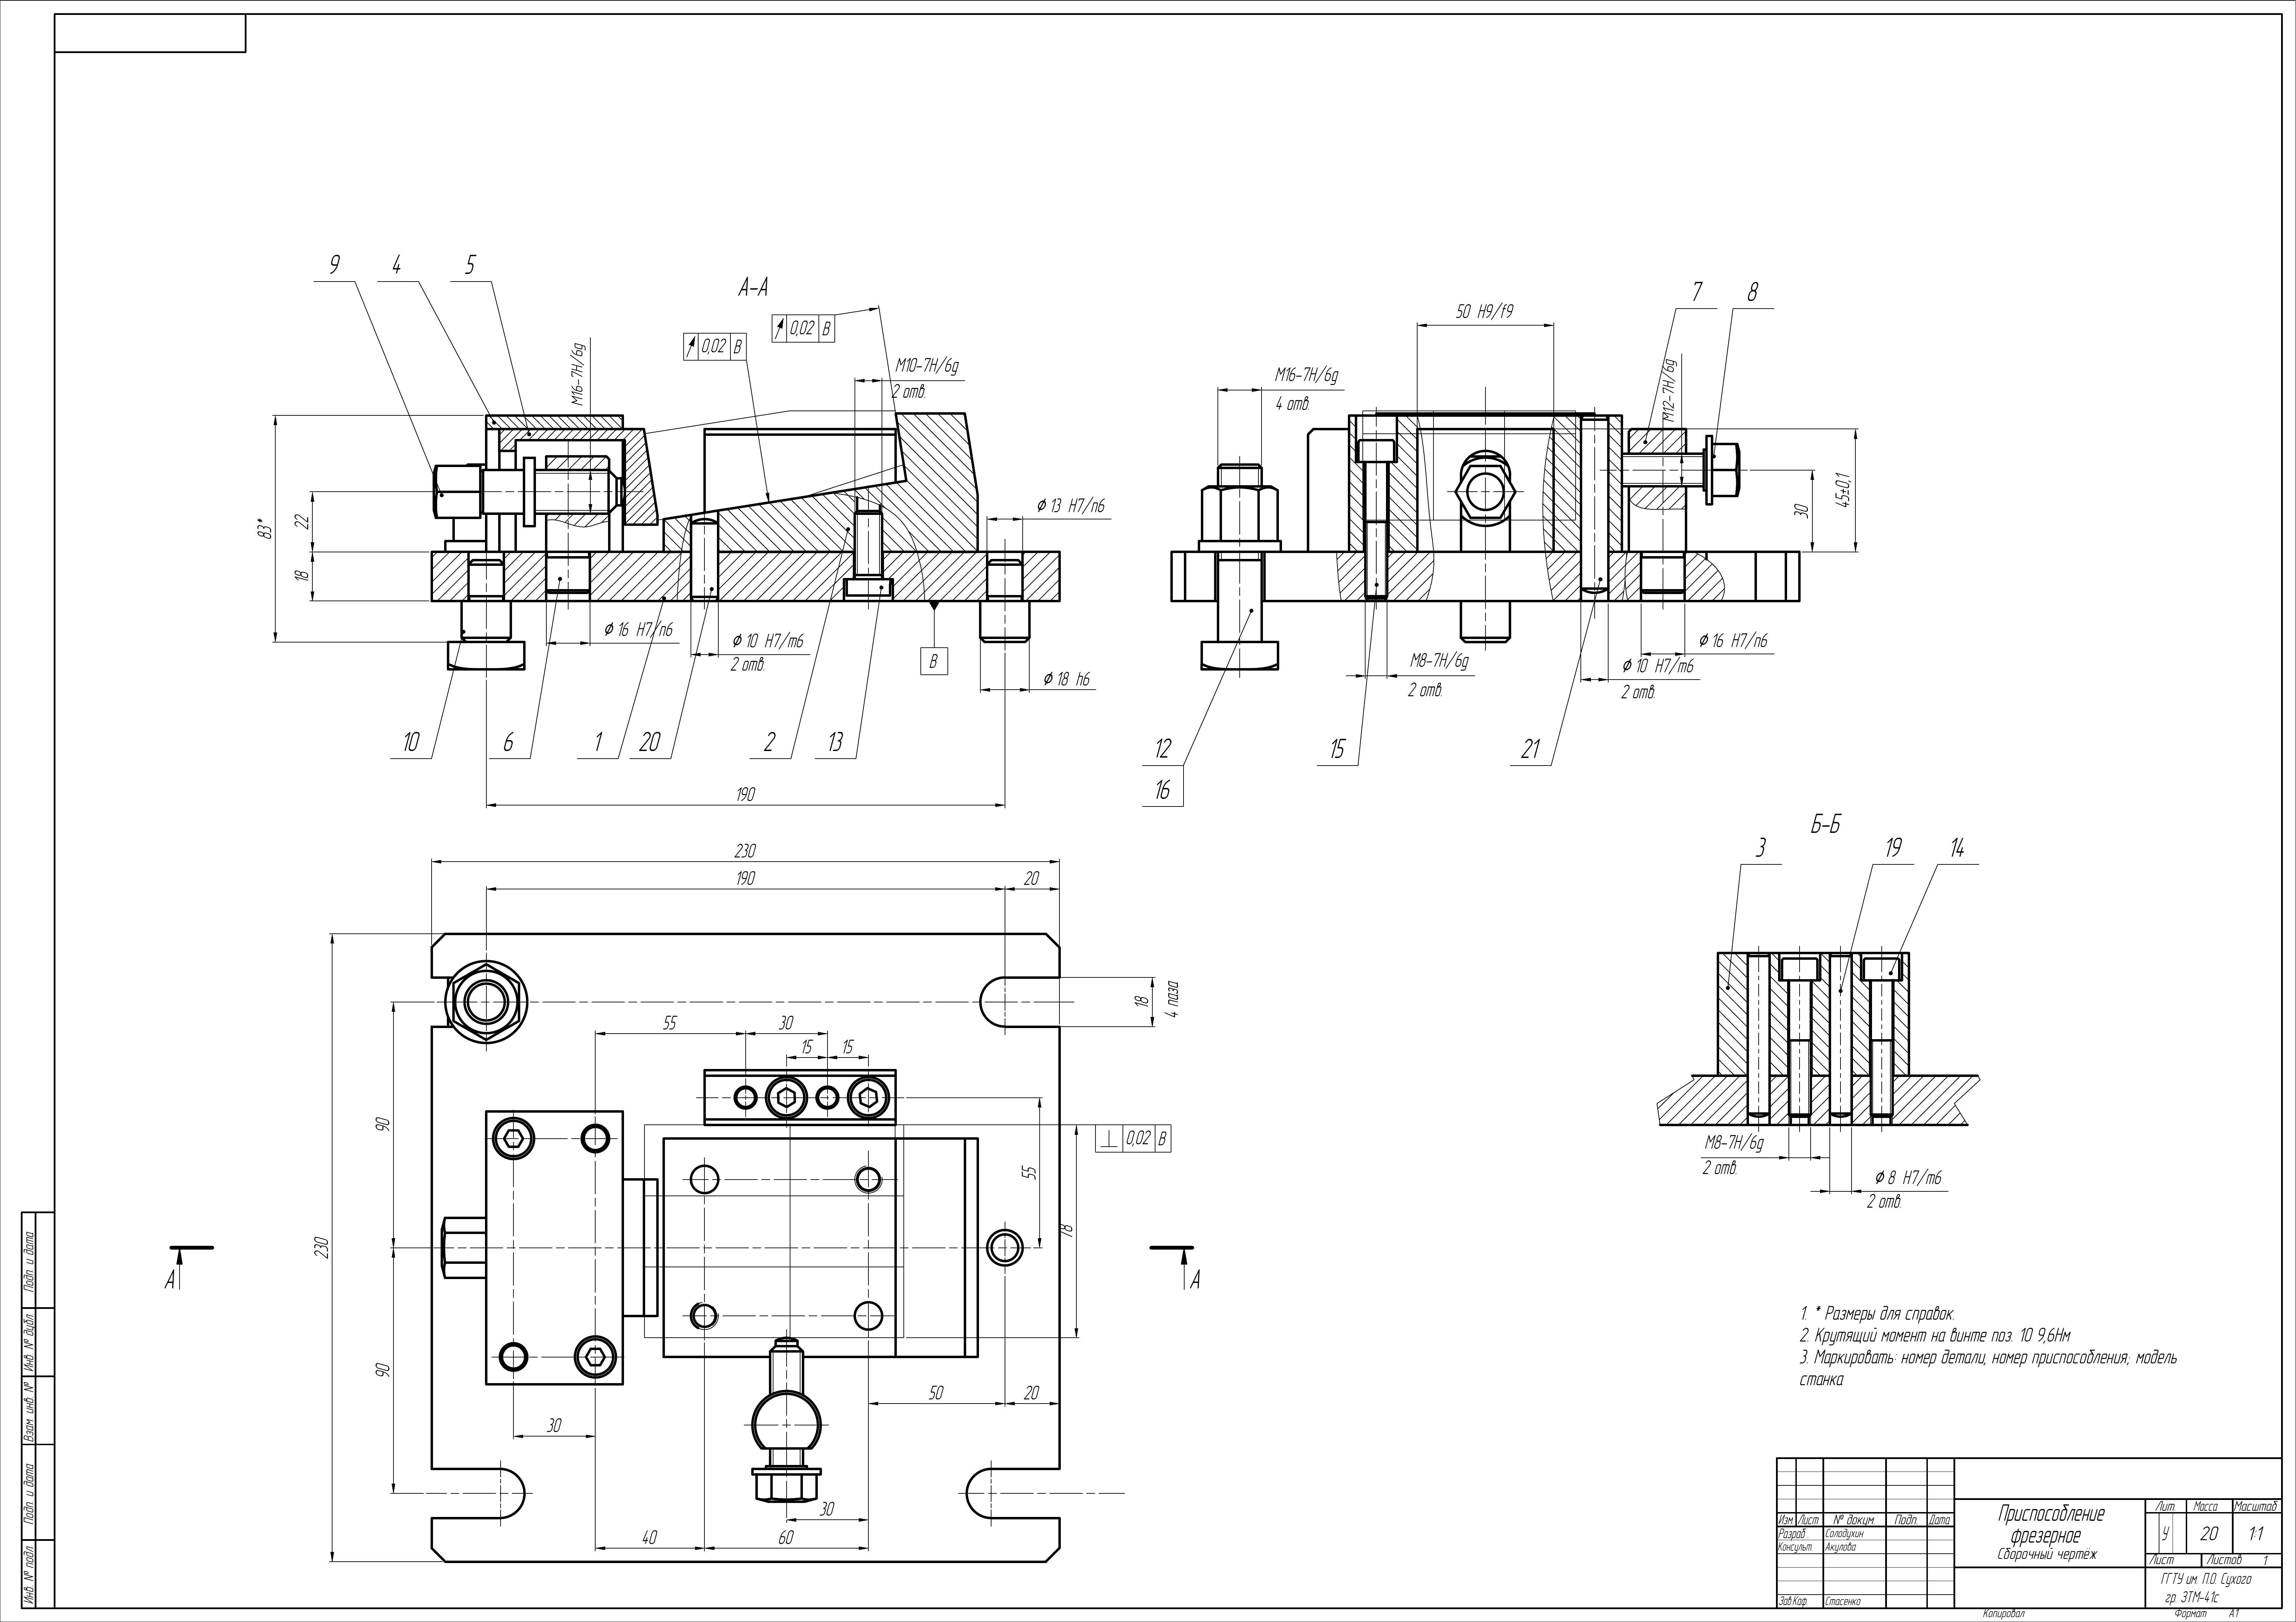 9
4
5
А-А
0,02
В
0,02
В
М16-7H/6g
М10-7H/6g
2 отв.
83*
22
18
⌀13 H7/n6
⌀16 H7/n6
⌀10 H7/m6
2 отв.
В
⌀18 h6
10
6
1
20
2
13
190
7
8
50 H9/f9
М16-7H/6g
4 отв.
М12-7H/6g
30
45±0,1
⌀16 H7/n6
М8-7H/6g
2 отв.
⌀10 H7/m6
2 отв.
12
16
15
21
Б-Б
3
19
14
М8-7H/6g
2 отв.
⌀8 H7/m6
2 отв.
230
190
20
18
4 паза
55
30
15
15
90
230
90
⊥
0,02
В
55
78
А
А
50
20
30
30
40
60
1. * Размеры для справок.
2. Крутящий момент на винте поз. 10 9,6Нм
3. Маркировать: номер детали, номер приспособления; модель
станка
Изм
Лист
№ докум.
Подп.
Дата
Разраб.
Солодухин
Консульт.
Акулова
Зав.Каф.
Стасенко
Приспособление
фрезерное
Сборочный чертёж
Лит.
Масса
Масштаб
У
20
1:1
Лист
Листов
1
ГГТУ им. П.О. Сухого
гр. ЗТМ-41с
Копировал
Формат
А1
Подп. и дата
Инв. № дубл.
Взам. инв. №
Подп. и дата
Инв. № подл.